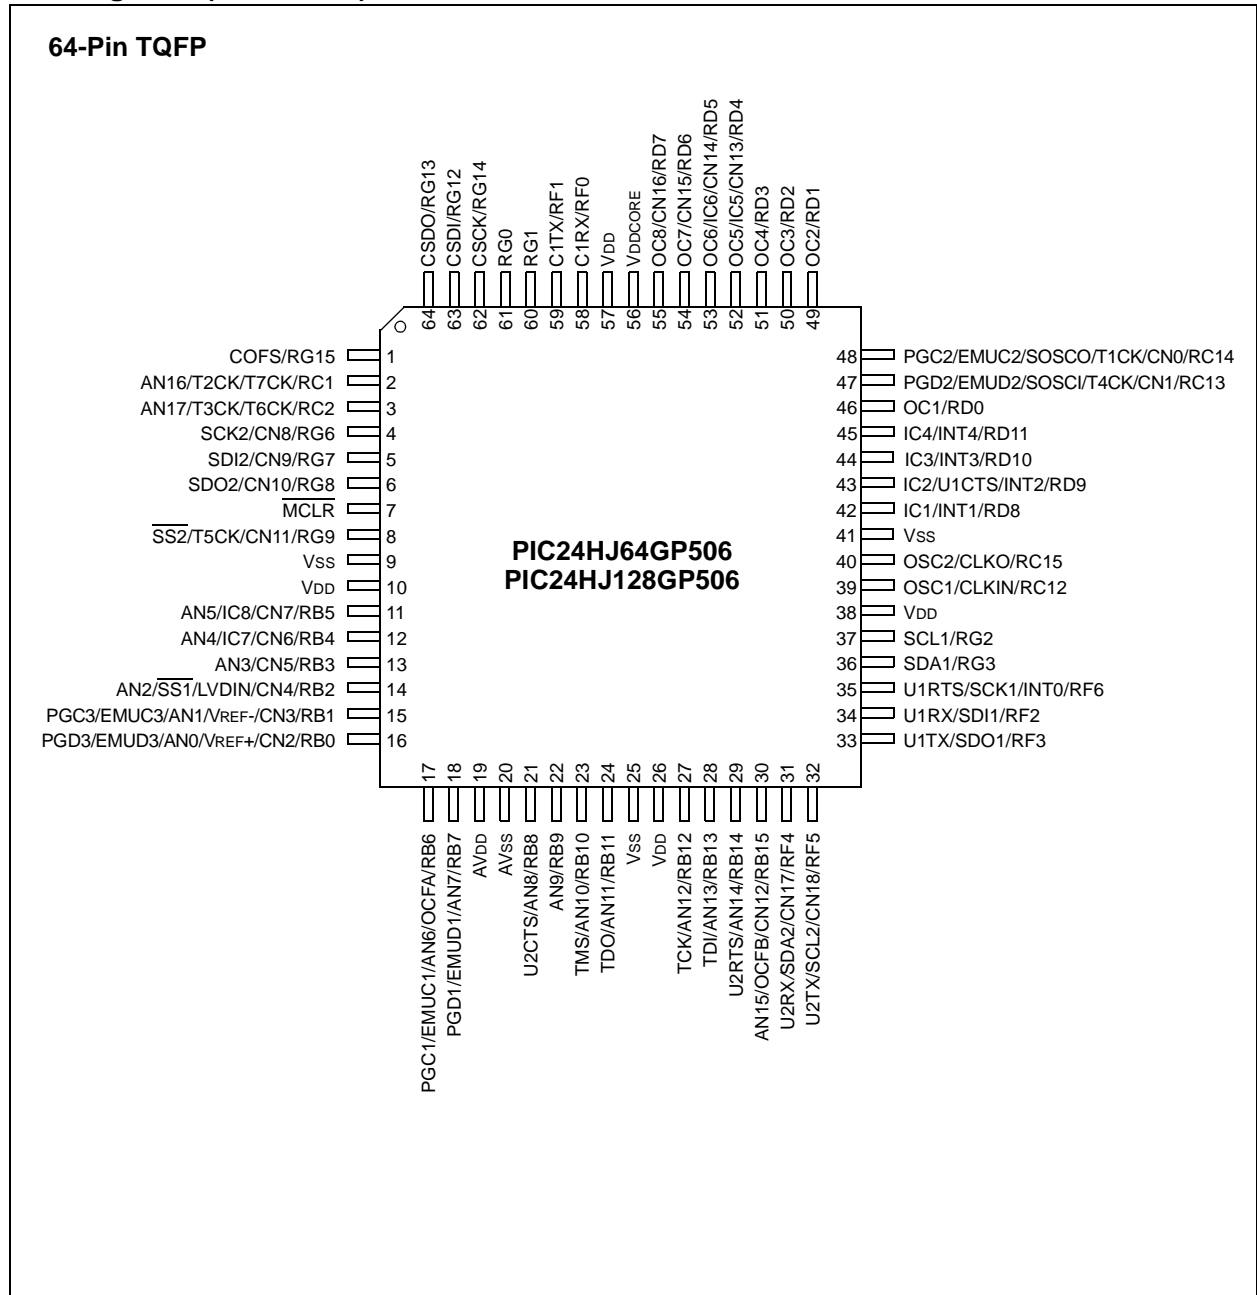 64-Pin TQFP
CSDO/RG13
CSDI/RG12
CSCK/RG14
RG0
RG1
C1TX/RF1
C1RX/RF0
VDD
VDDCORE
OC8/CN16/RD7
OC7/CN15/RD6
OC6/IC6/CN14/RD5
OC5/IC5/CN13/RD4
OC4/RD3
OC3/RD2
OC2/RD1
64 63 62 61 60 59 58 57 56 55 54 53 52 51 50 49
COFS/RG15 1
AN16/T2CK/T7CK/RC1 2
AN17/T3CK/T6CK/RC2 3
SCK2/CN8/RG6 4
SDI2/CN9/RG7 5
SDO2/CN10/RG8 6
MCLR 7
SS2/T5CK/CN11/RG9 8
VSS 9
VDD 10
AN5/IC8/CN7/RB5 11
AN4/IC7/CN6/RB4 12
AN3/CN5/RB3 13
AN2/SS1/LVDIN/CN4/RB2 14
PGC3/EMUC3/AN1/VREF-/CN3/RB1 15
PGD3/EMUD3/AN0/VREF+/CN2/RB0 16
PIC24HJ64GP506
PIC24HJ128GP506
48 PGC2/EMUC2/SOSCO/T1CK/CN0/RC14
47 PGD2/EMUD2/SOSCI/T4CK/CN1/RC13
46 OC1/RD0
45 IC4/INT4/RD11
44 IC3/INT3/RD10
43 IC2/U1CTS/INT2/RD9
42 IC1/INT1/RD8
41 VSS
40 OSC2/CLKO/RC15
39 OSC1/CLKIN/RC12
38 VDD
37 SCL1/RG2
36 SDA1/RG3
35 U1RTS/SCK1/INT0/RF6
34 U1RX/SDI1/RF2
33 U1TX/SDO1/RF3
17 18 19 20 21 22 23 24 25 26 27 28 29 30 31 32
PGC1/EMUC1/AN6/OCFA/RB6
PGD1/EMUD1/AN7/RB7
AVDD
AVSS
U2CTS/AN8/RB8
AN9/RB9
TMS/AN10/RB10
TDO/AN11/RB11
VSS
VDD
TCK/AN12/RB12
TDI/AN13/RB13
U2RTS/AN14/RB14
AN15/OCFB/CN12/RB15
U2RX/SDA2/CN17/RF4
U2TX/SCL2/CN18/RF5